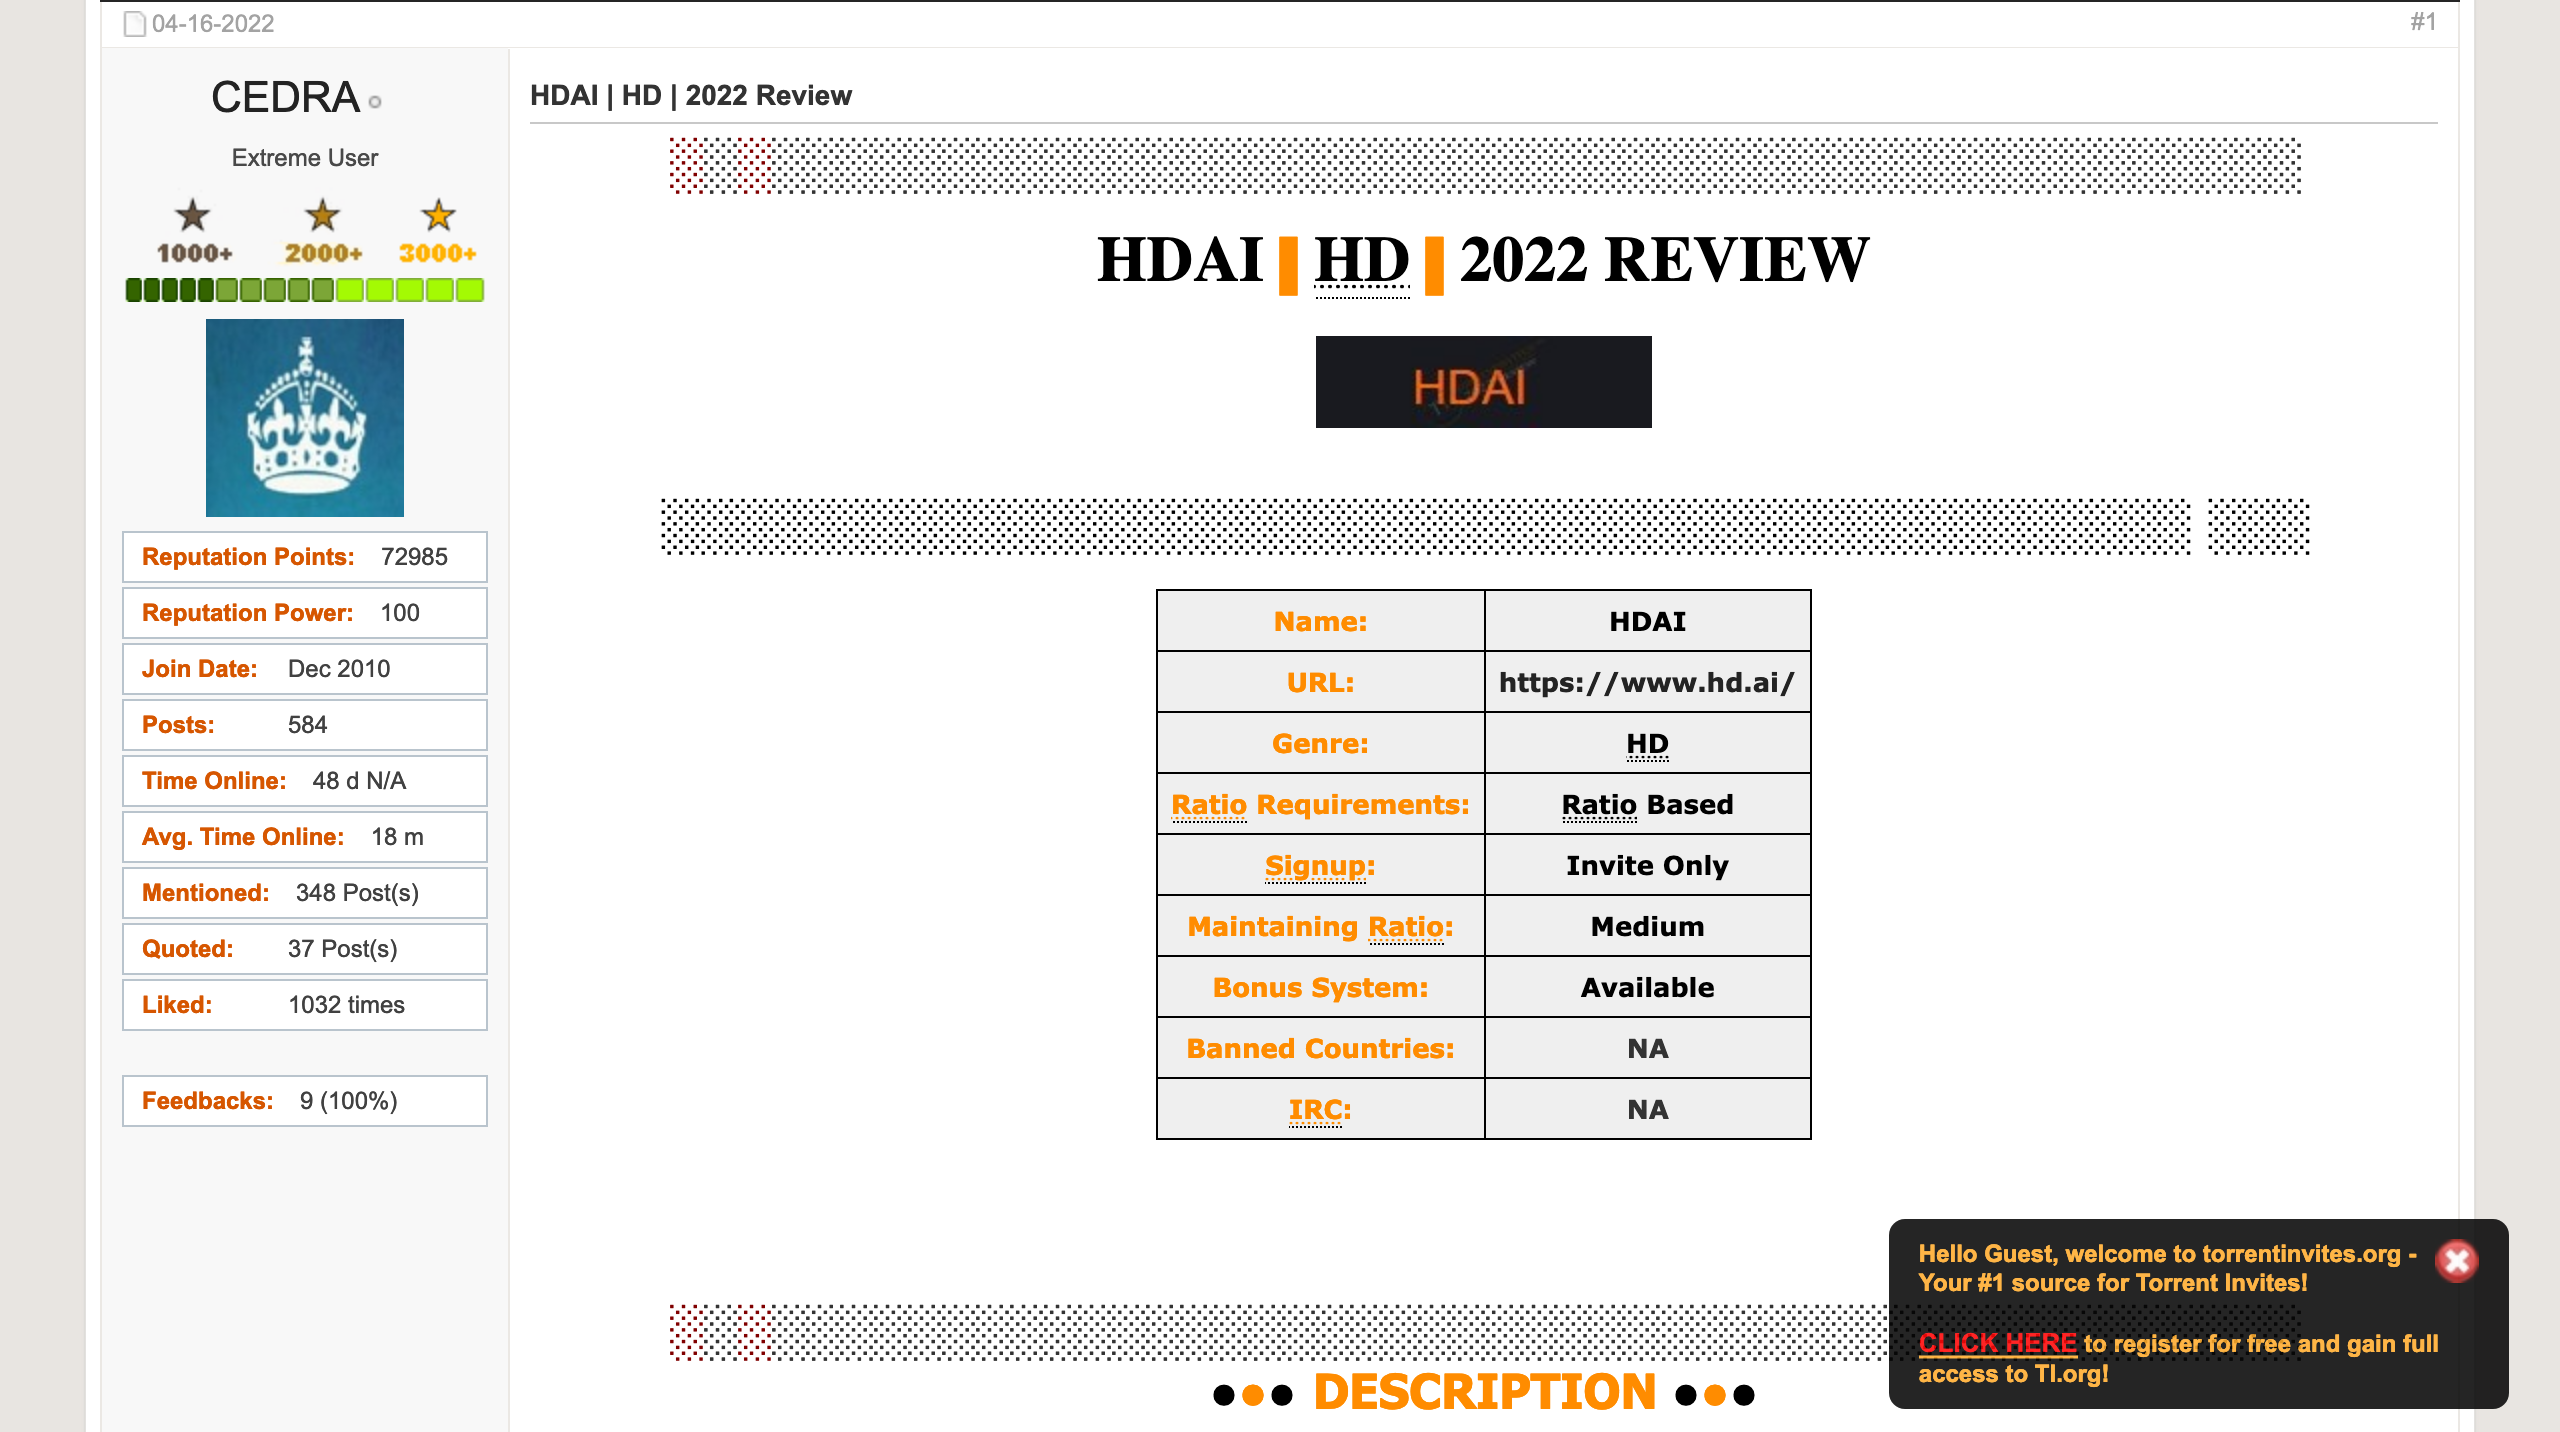 04-16-2022
#1
CEDRA
Extreme User
1000+ 2000+ 3000+
Reputation Points: 72985
Reputation Power: 100
Join Date: Dec 2010
Posts: 584
Time Online: 48 d N/A
Avg. Time Online: 18 m
Mentioned: 348 Post(s)
Quoted: 37 Post(s)
Liked: 1032 times
Feedbacks: 9 (100%)
HDAI | HD | 2022 Review
HDAI | HD | 2022 REVIEW
HDAI
Name: HDAI
URL: https://www.hd.ai/
Genre: HD
Ratio Requirements: Ratio Based
Signup: Invite Only
Maintaining Ratio: Medium
Bonus System: Available
Banned Countries: NA
IRC: NA
●●● DESCRIPTION ●●●
Hello Guest, welcome to torrentinvites.org -
Your #1 source for Torrent Invites!
CLICK HERE to register for free and gain full
access to TI.org!